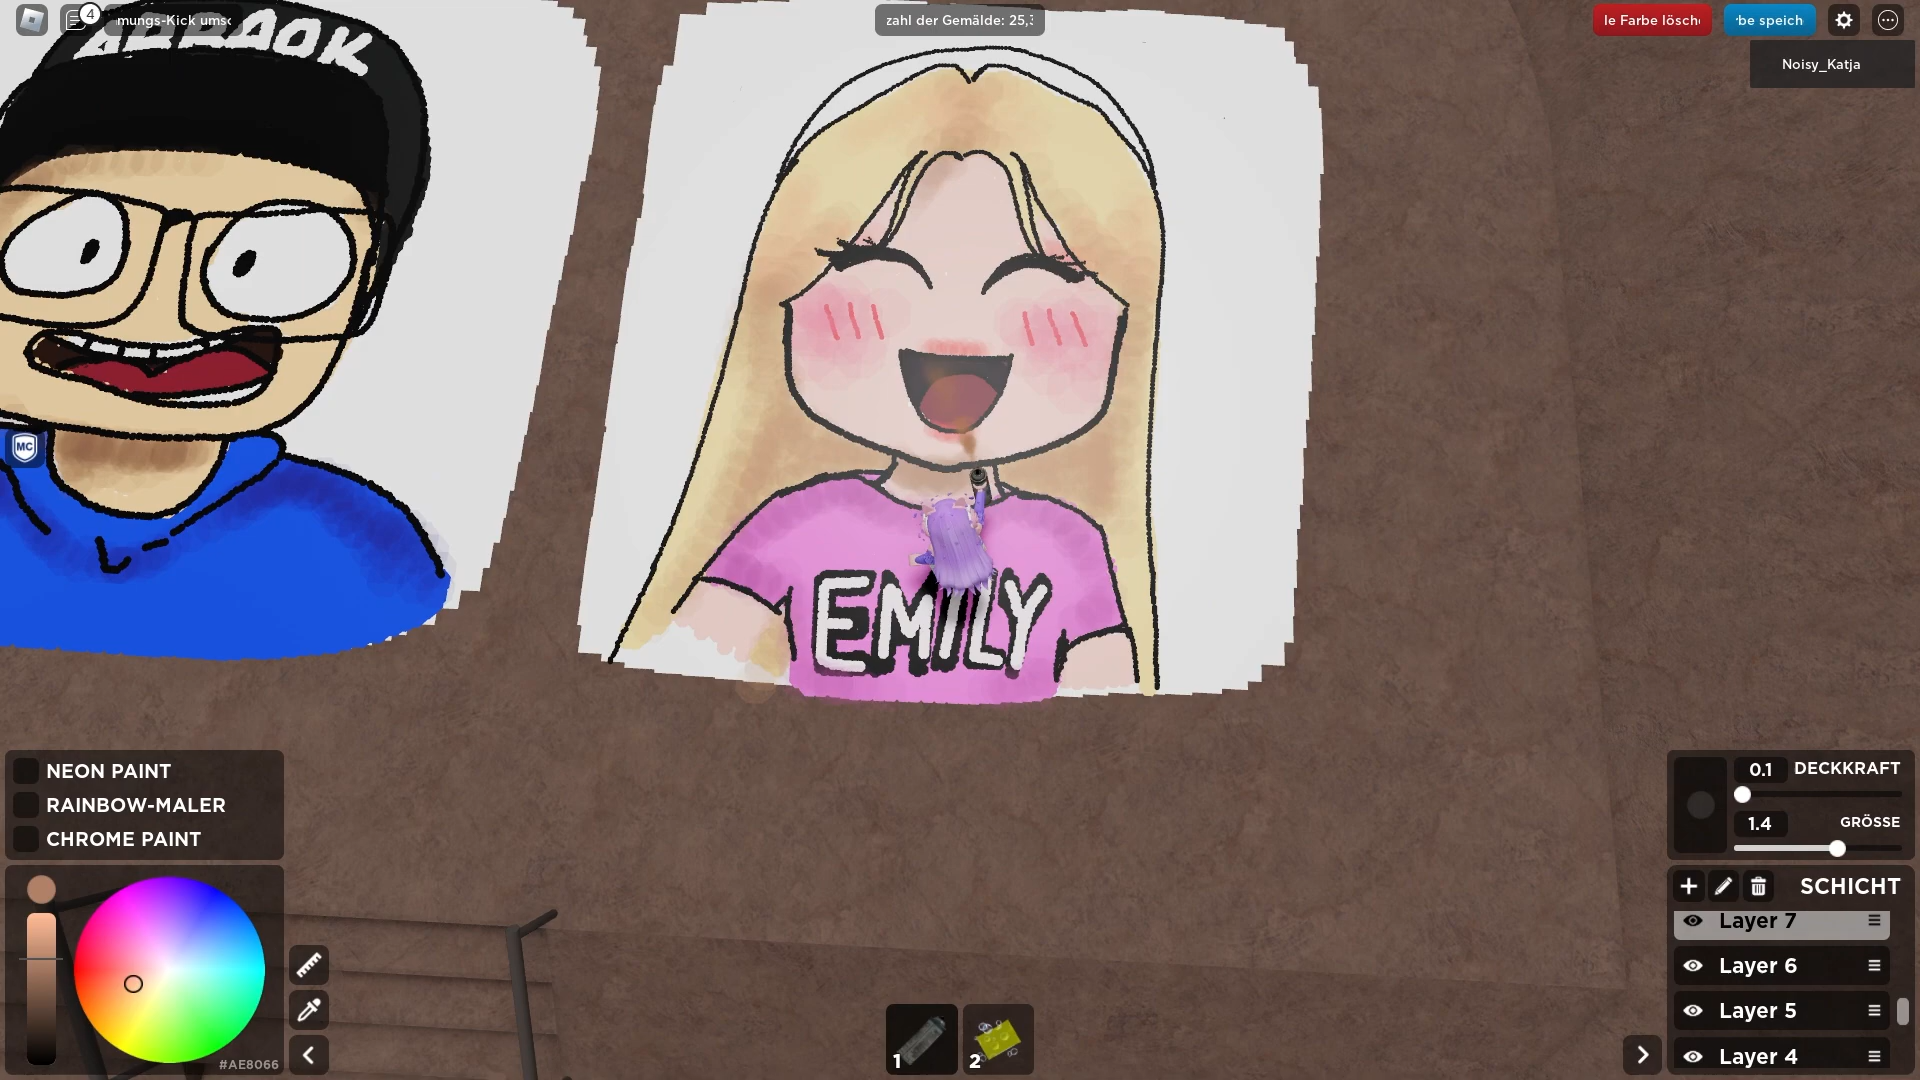 4
mungs-Kick ums
zahl der Gemälde: 25,
le Farbe lösch
be speich
Noisy_Katja
MC
EMILY
NEON PAINT
RAINBOW-MALER
CHROME PAINT
#AE8066
1
2
0.1 DECKKRAFT
1.4 GRÖSSE
SCHICHT
Layer 7
Layer 6
Layer 5
Layer 4